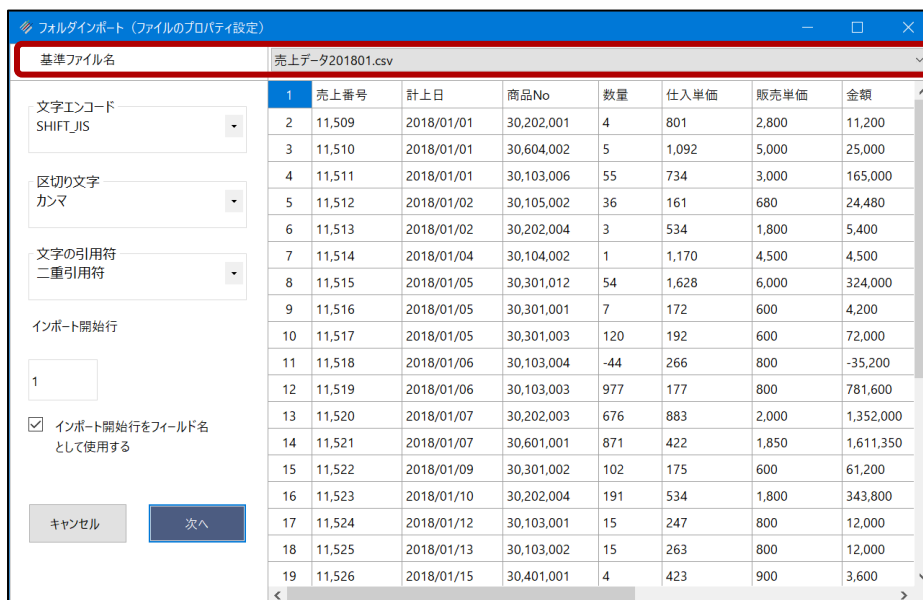 フォルダインポート（ファイルのプロパティ設定）
基準ファイル名 売上データ201801.csv
文字エンコード
SHIFT_JIS
区切り文字
カンマ
文字の引用符
二重引用符
インポート開始行
1
インポート開始行をフィールド名
として使用する
キャンセル 次へ
1 売上番号 計上日 商品No 数量 仕入単価 販売単価 金額
2 11,509 2018/01/01 30,202,001 4 801 2,800 11,200
3 11,510 2018/01/01 30,604,002 5 1,092 5,000 25,000
4 11,511 2018/01/01 30,103,006 55 734 3,000 165,000
5 11,512 2018/01/02 30,105,002 36 161 680 24,480
6 11,513 2018/01/02 30,202,004 3 534 1,800 5,400
7 11,514 2018/01/04 30,104,002 1 1,170 4,500 4,500
8 11,515 2018/01/05 30,301,012 54 1,628 6,000 324,000
9 11,516 2018/01/05 30,301,001 7 172 600 4,200
10 11,517 2018/01/05 30,301,003 120 192 600 72,000
11 11,518 2018/01/06 30,103,004 -44 266 800 -35,200
12 11,519 2018/01/06 30,103,003 977 177 800 781,600
13 11,520 2018/01/07 30,202,003 676 883 2,000 1,352,000
14 11,521 2018/01/07 30,601,001 871 422 1,850 1,611,350
15 11,522 2018/01/09 30,301,002 102 175 600 61,200
16 11,523 2018/01/10 30,202,004 191 534 1,800 343,800
17 11,524 2018/01/12 30,103,001 15 247 800 12,000
18 11,525 2018/01/13 30,103,002 15 263 800 12,000
19 11,526 2018/01/15 30,401,001 4 423 900 3,600